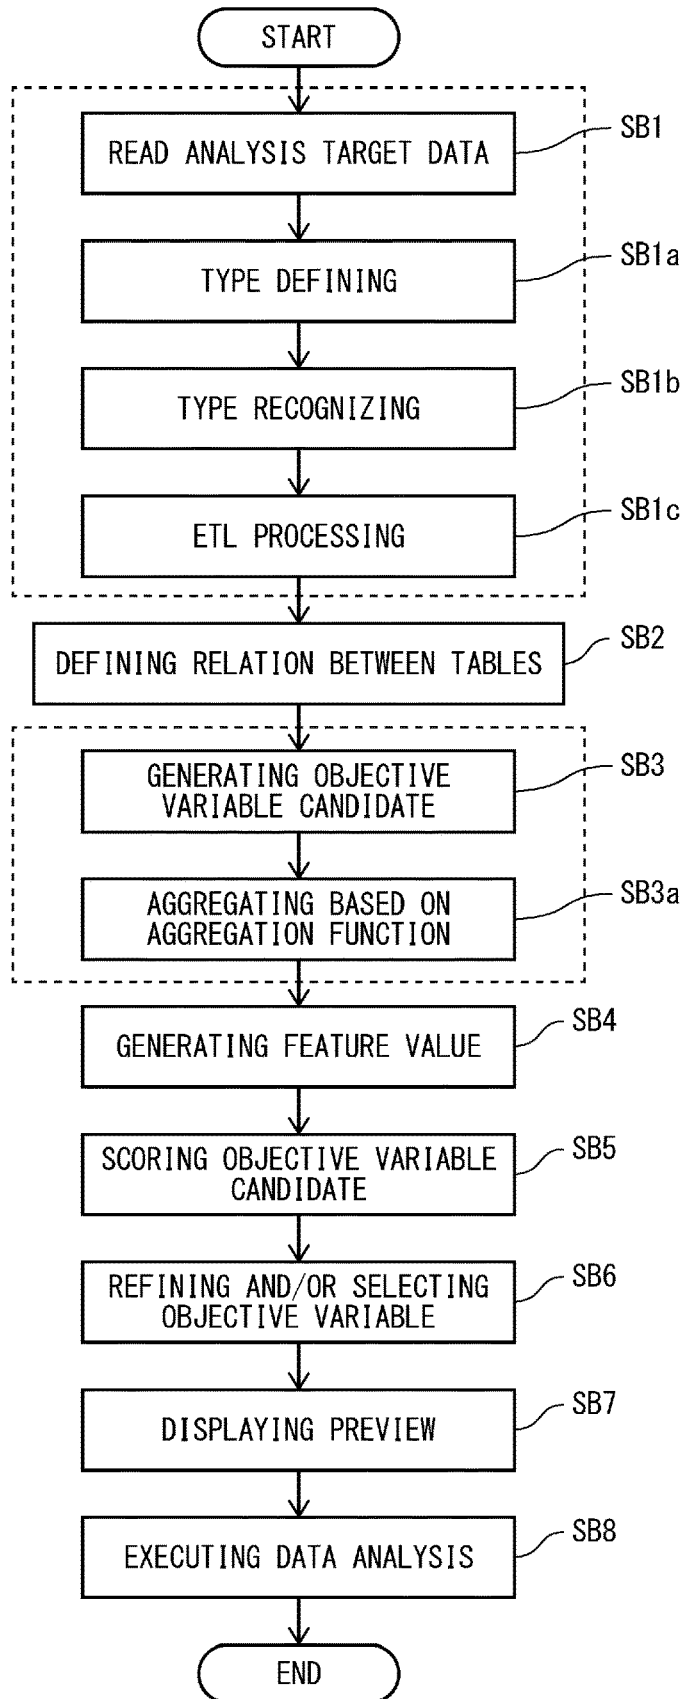 START
READ ANALYSIS TARGET DATA
SB1
TYPE DEFINING
SB1a
TYPE RECOGNIZING
SB1b
ETL PROCESSING
SB1c
DEFINING RELATION BETWEEN TABLES
SB2
GENERATING OBJECTIVE
VARIABLE CANDIDATE
SB3
AGGREGATING BASED ON
AGGREGATION FUNCTION
SB3a
GENERATING FEATURE VALUE
SB4
SCORING OBJECTIVE VARIABLE
CANDIDATE
SB5
REFINING AND/OR SELECTING
OBJECTIVE VARIABLE
SB6
DISPLAYING PREVIEW
SB7
EXECUTING DATA ANALYSIS
SB8
END